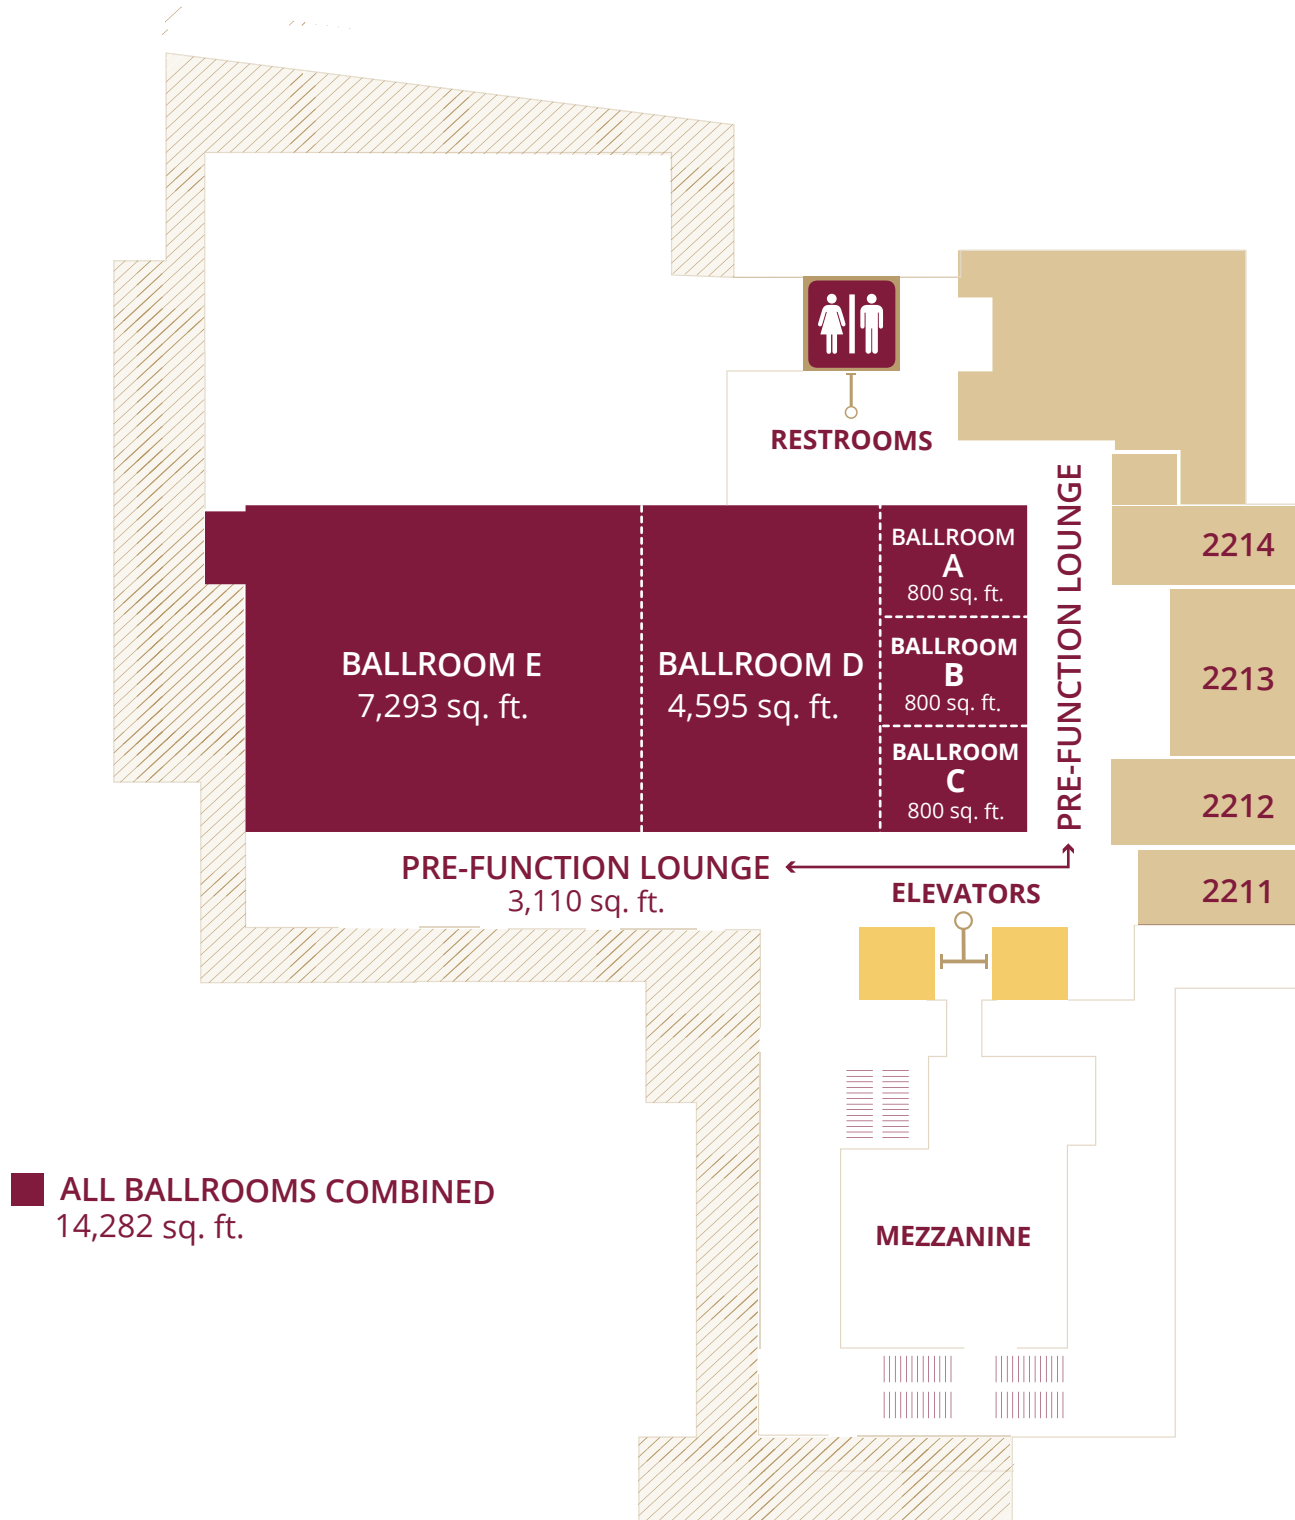 RESTROOMS
PRE-FUNCTION LOUNGE
BALLROOM
A
800 sq. ft.
2214
BALLROOM E
7,293 sq. ft.
BALLROOM D
4,595 sq. ft.
BALLROOM
B
800 sq. ft.
2213
BALLROOM
C
800 sq. ft.
2212
PRE-FUNCTION LOUNGE
3,110 sq. ft.
ELEVATORS
2211
ALL BALLROOMS COMBINED
14,282 sq. ft.
MEZZANINE